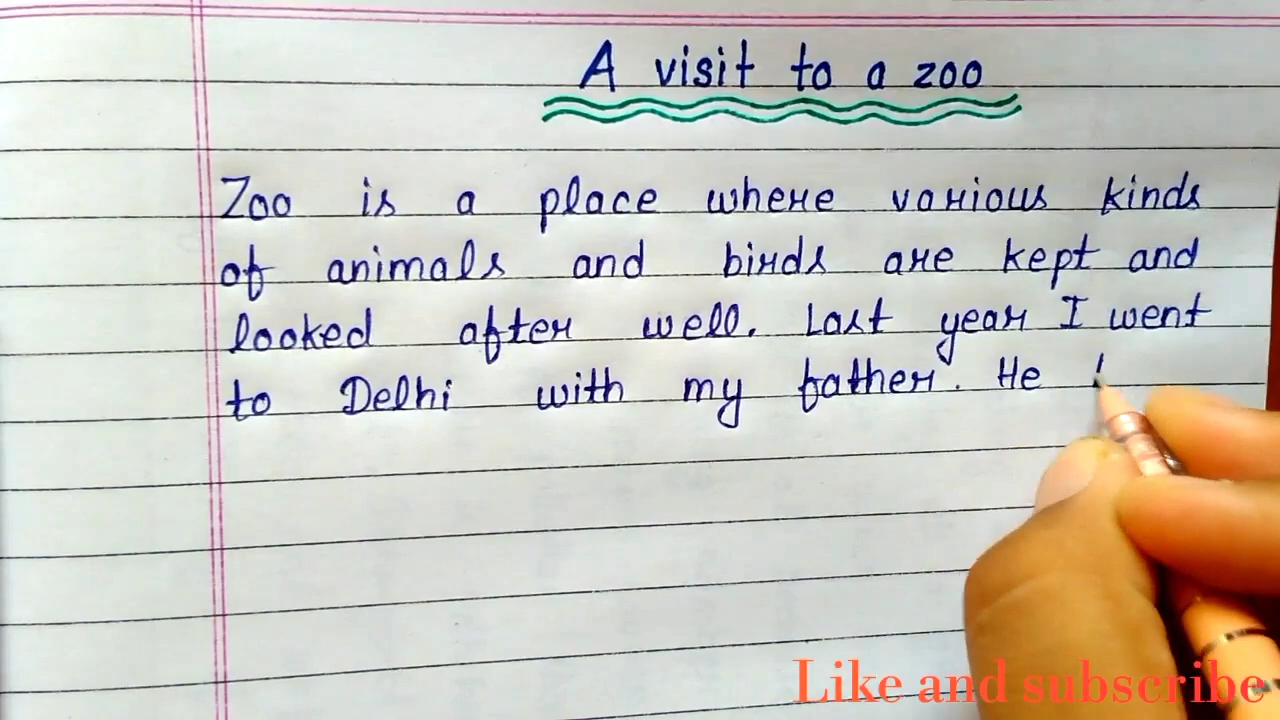 A visit to a zoo
Zoo is a place where various kinds
of animals and birds are kept and
looked after well. Last year I went
to Delhi with my father. He
Like and subscribe